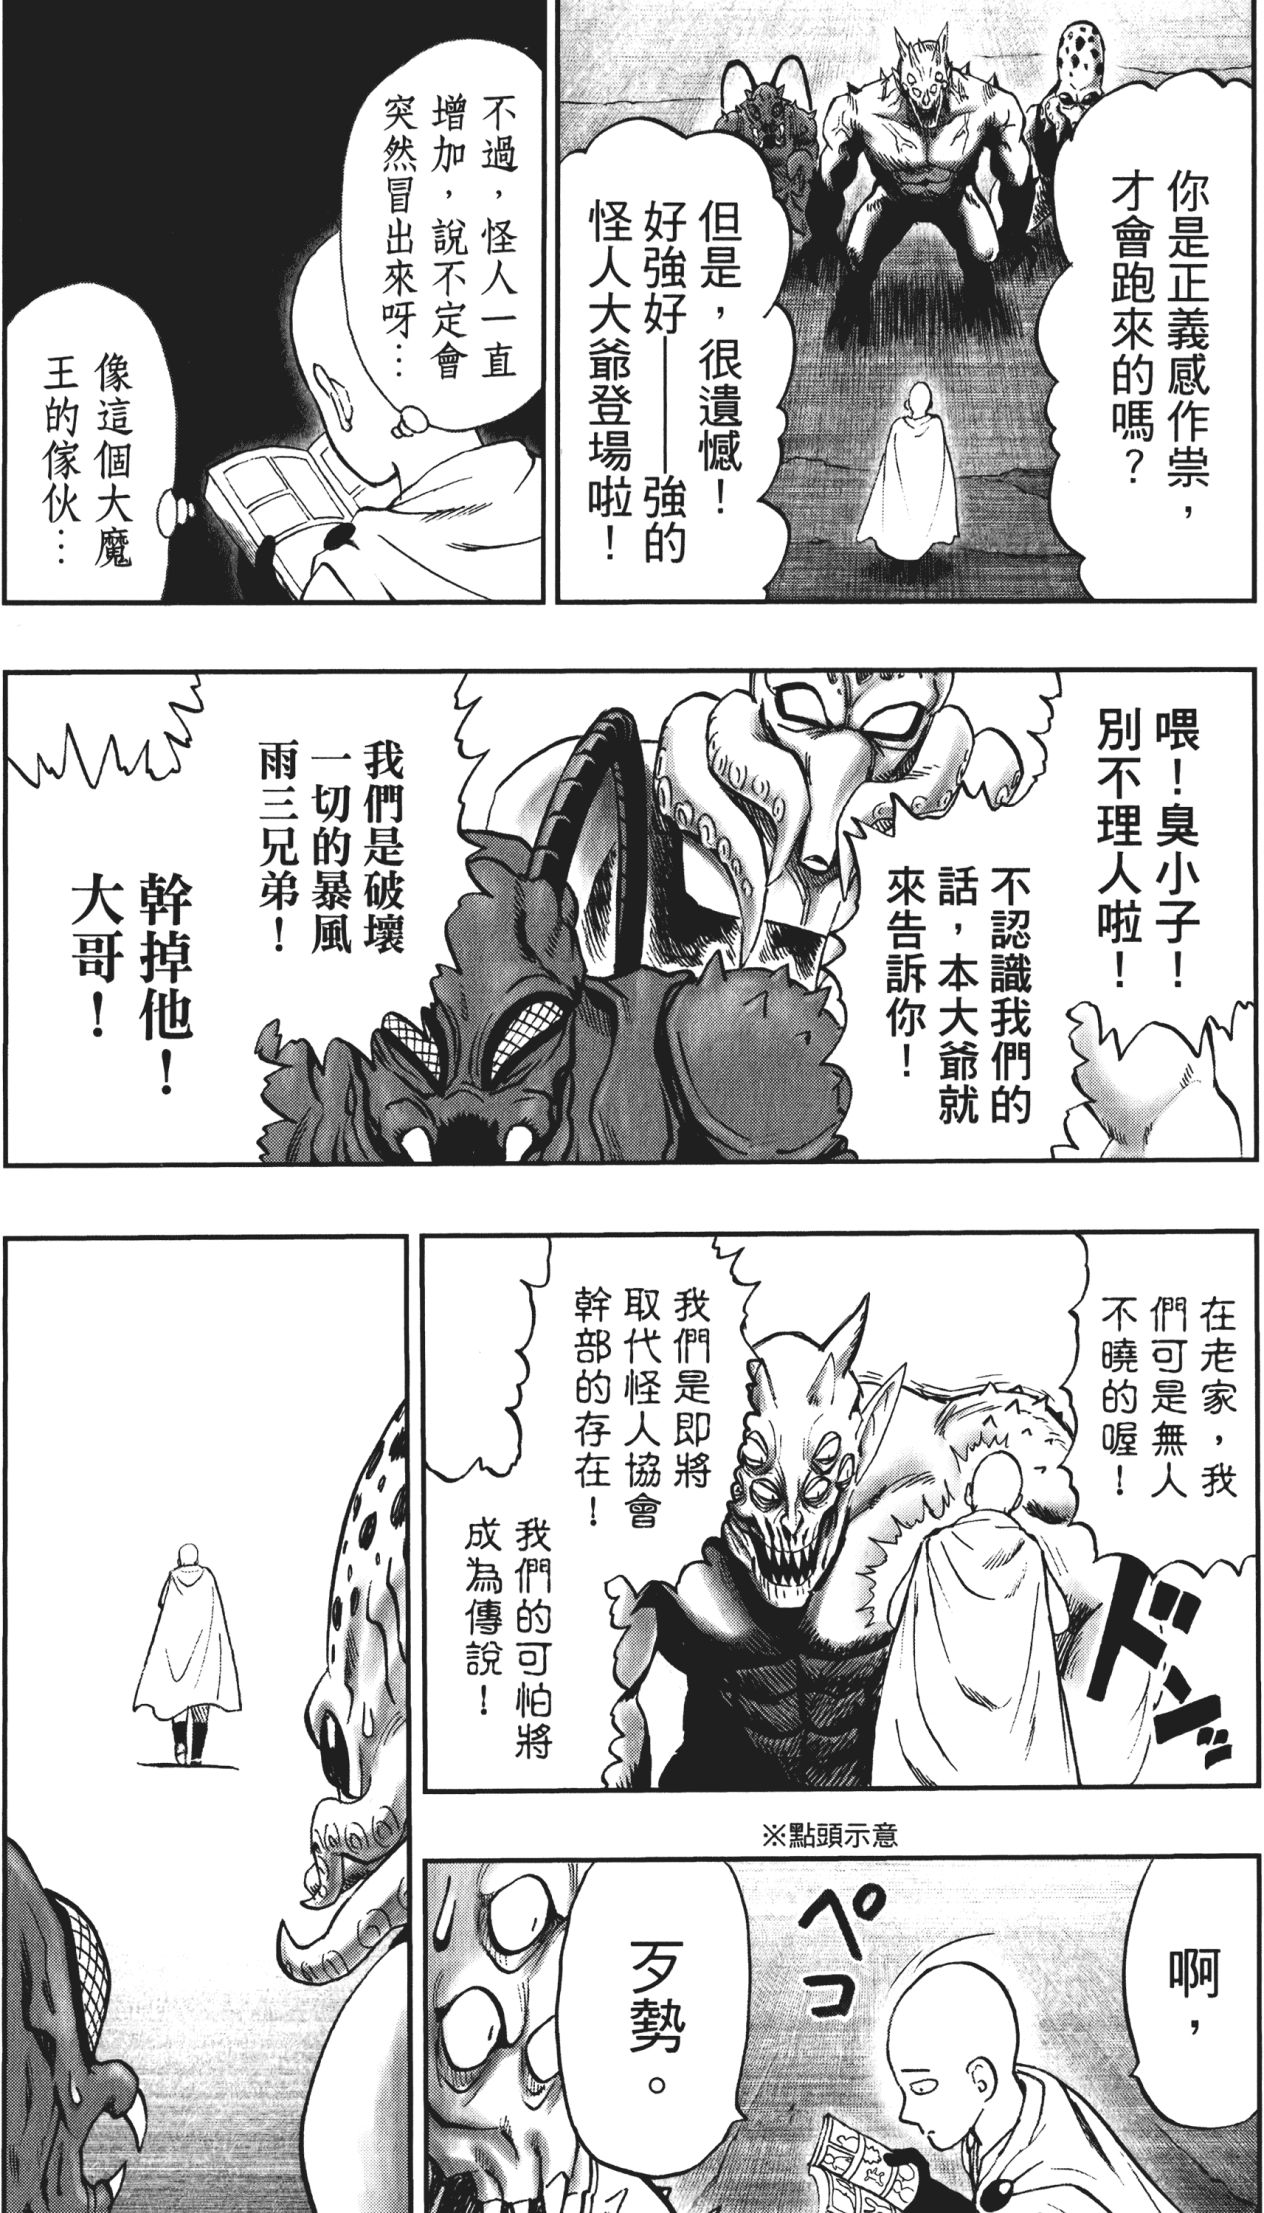 你是正義感作祟，
才會跑來的嗎？
但是，很遺憾！
好強好——強的
怪人大爺登場啦！
不過，怪人一直
增加，說不定會
突然冒出來呀…
像這個大魔
王的傢伙…
喂！臭小子！
別不理人啦！
不認識我們的
話，本大爺就
來告訴你！
我們是破壞
一切的暴風
雨三兄弟！
幹掉他！
大哥！
在老家，我
們可是無人
不曉的喔！
ドン
我們是即將
取代怪人協會
幹部的存在！
我們的可怕將
成為傳說！
※點頭示意
啊，
ペコ
歹勢。